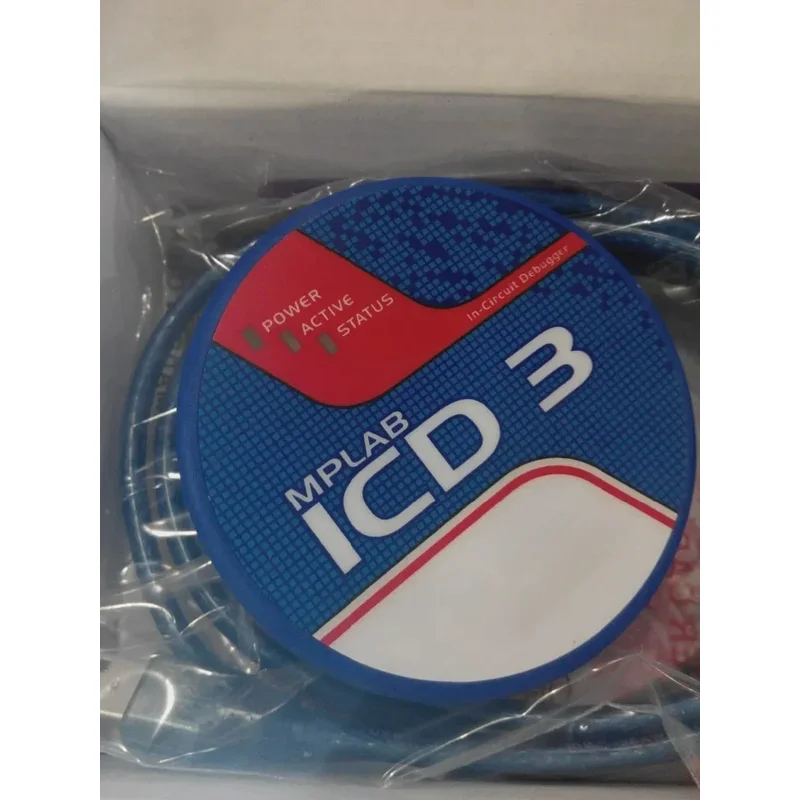 POWER
ACTIVE
STATUS
In-Circuit Debugger
MPLAB
ICD 3